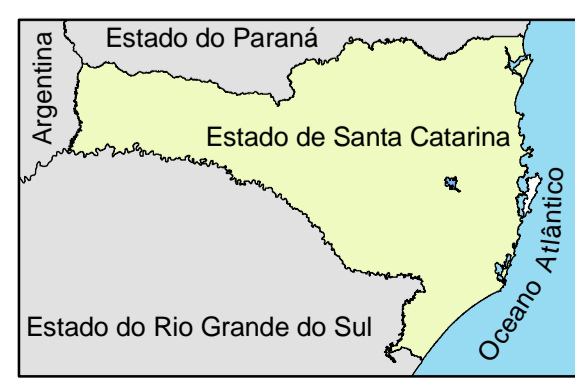 Estado do Paraná
Argentina
Estado de Santa Catarina
Oceano Atlântico
Estado do Rio Grande do Sul